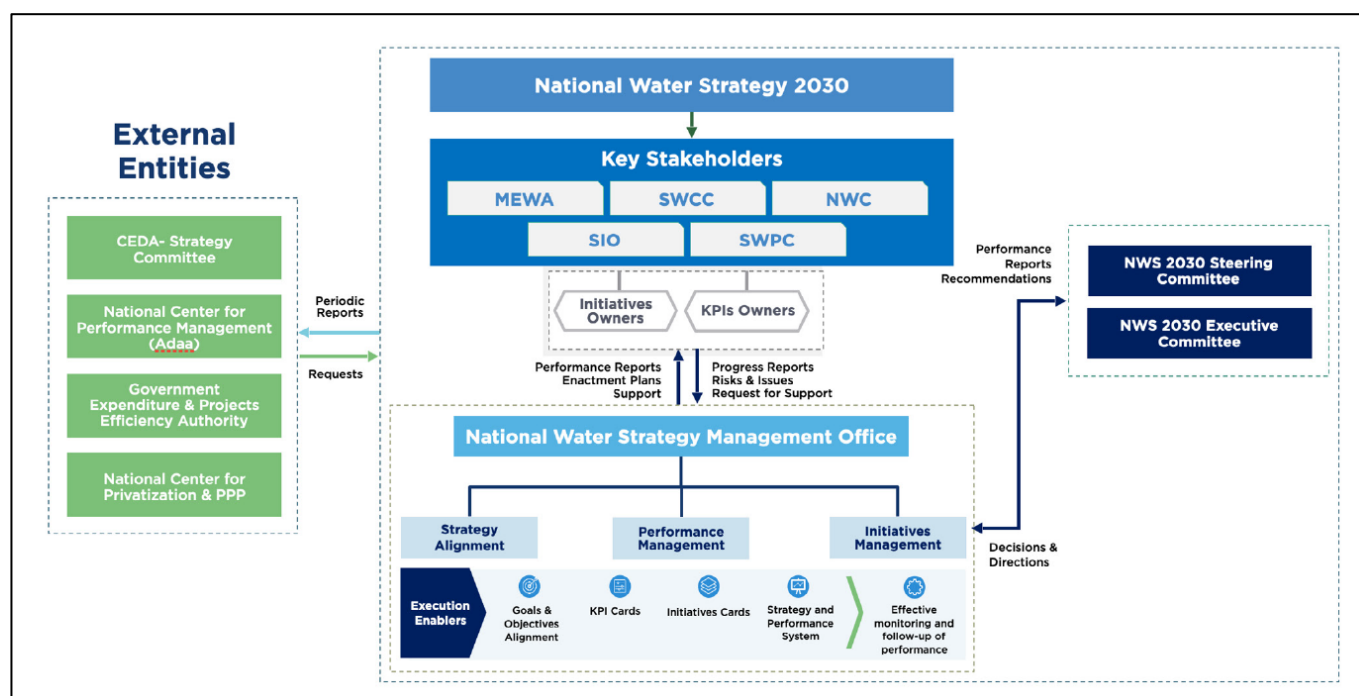 National Water Strategy 2030
External
Entities
Key Stakeholders
MEWA
SWCC
NWC
SIO
SWPC
CEDA- Strategy
Committee
National Center for
Performance Management
(Adaa)
Government
Expenditure & Projects
Efficiency Authority
National Center for
Privatization & PPP
Periodic
Reports
Requests
Initiatives
Owners
KPIs Owners
Performance Reports
Enactment Plans
Support
Progress Reports
Risks & Issues
Request for Support
Performance
Reports
Recommendations
NWS 2030 Steering
Committee
NWS 2030 Executive
Committee
Decisions &
Directions
National Water Strategy Management Office
Strategy
Alignment
Performance
Management
Initiatives
Management
Execution
Enablers
Goals &
Objectives
Alignment
KPI Cards
Initiatives Cards
Strategy and
Performance
System
Effective
monitoring and
follow-up of
performance